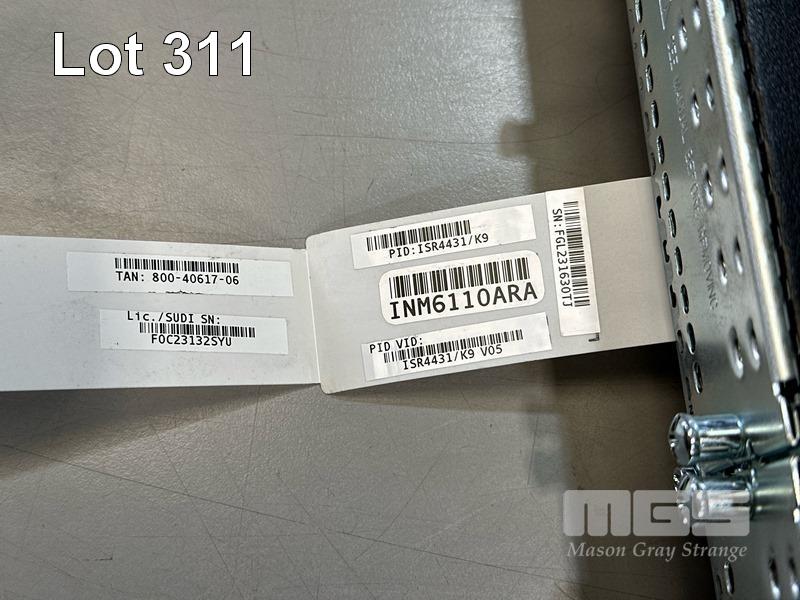 Lot 311
TAN: 800-40617-06
Lic./SUDI SN:
FOC23132SYU
PID:ISR4431/K9
INM6110ARA
PID VID:
ISR4431/K9 V05
SN:FGL231630TJ
MGS
Mason Gray Strange